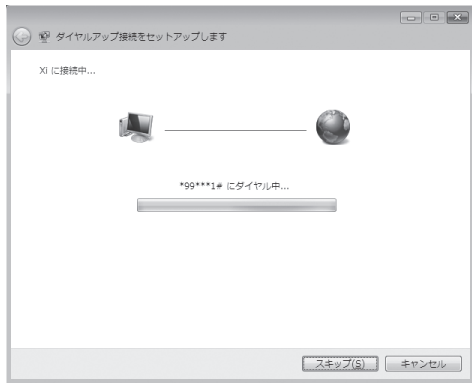 ダイヤルアップ接続をセットアップします
Xi に接続中...
*99***1# にダイヤル中...
スキップ(S)
キャンセル